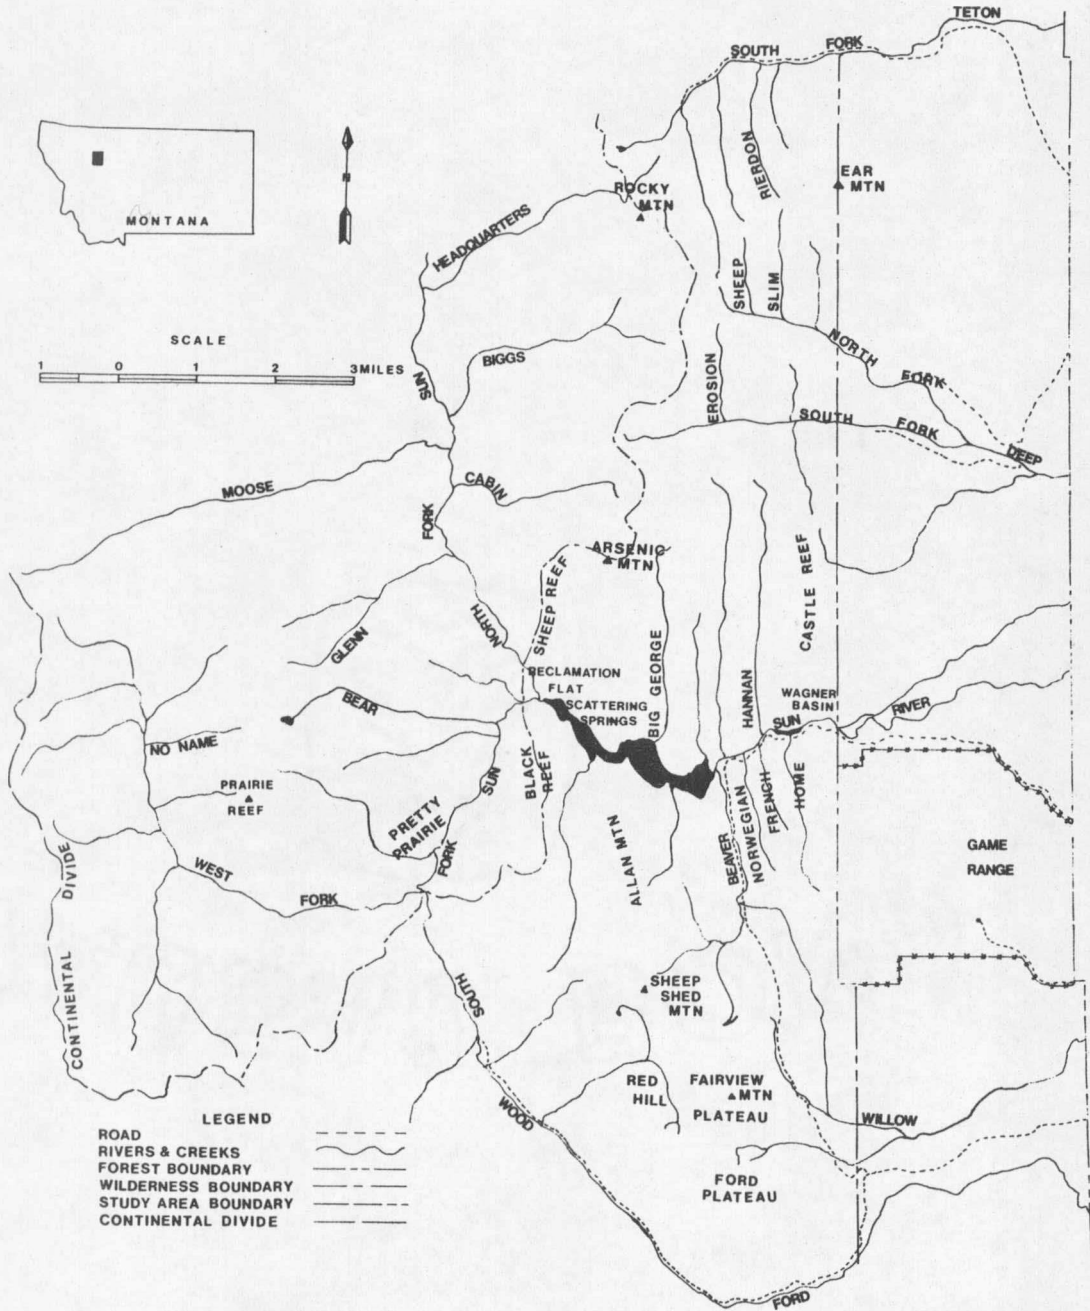 TETON
SOUTH FORK
RIERDON
EAR
MTN
ROCKY
MTN
N
MONTANA
HEADQUARTERS
SHEEP
SLIM
SCALE
1 0 1 2 3 MILES
BIGGS
SUN
NORTH
FORK
EROSION
SOUTH
FORK
DEEP
MOOSE
CABIN
FORK
ARSENIC
MTN
SHEEP REEF
CASTLE REEF
NORTH
GLENN
RECLAMATION
FLAT
SCATTERING
SPRINGS
BIG GEORGE
HANNAN
WAGNER
BASIN
SUN
RIVER
BEAR
NO NAME
PRAIRIE
REEF
BLACK
REEF
SUN
PRETTY
PRAIRIE
FORK
ALLAN MTN
BEAVER
NORWEGIAN
FRENCH
HOME
GAME
RANGE
WEST
FORK
CONTINENTAL DIVIDE
SOUTH
SHEEP
SHED
MTN
RED
HILL
FAIRVIEW
MTN
PLATEAU
WOOD
WILLOW
FORD
PLATEAU
FORD
LEGEND
ROAD
RIVERS & CREEKS
FOREST BOUNDARY
WILDERNESS BOUNDARY
STUDY AREA BOUNDARY
CONTINENTAL DIVIDE